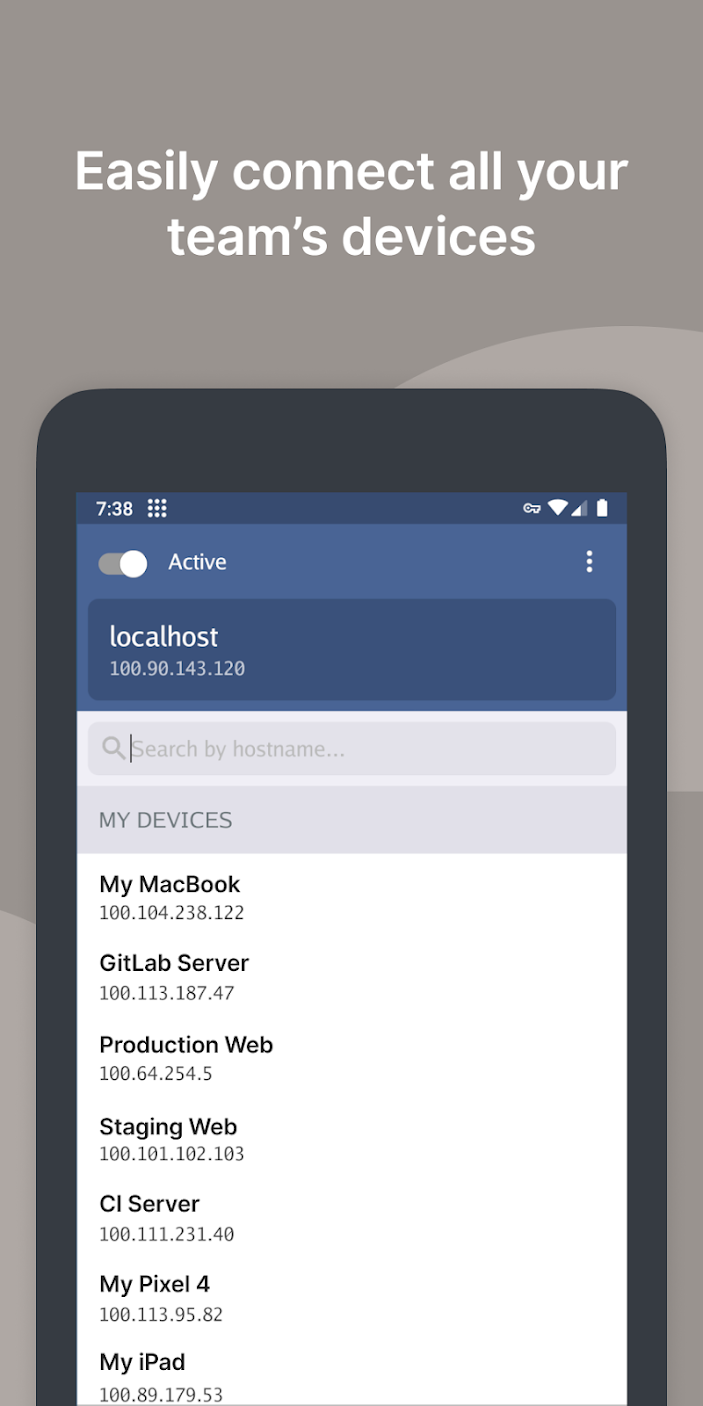 Easily connect all your
team’s devices
7:38
Active
localhost
100.90.143.120
Search by hostname...
MY DEVICES
My MacBook
100.104.238.122
GitLab Server
100.113.187.47
Production Web
100.64.254.5
Staging Web
100.101.102.103
CI Server
100.111.231.40
My Pixel 4
100.113.95.82
My iPad
100.89.179.53